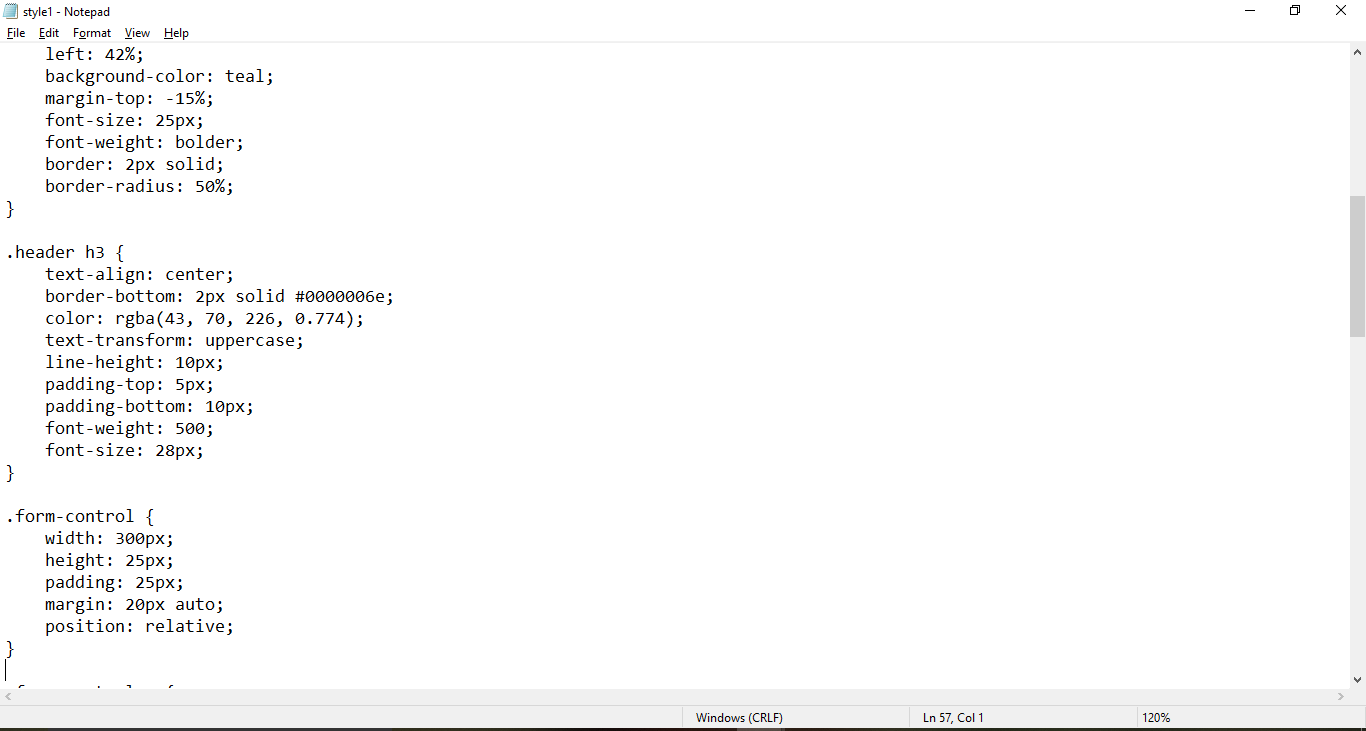 style1 - Notepad
File Edit Format View Help
left: 42%;
background-color: teal;
margin-top: -15%;
font-size: 25px;
font-weight: bolder;
border: 2px solid;
border-radius: 50%;
}
.header h3 {
text-align: center;
border-bottom: 2px solid #0000006e;
color: rgba(43, 70, 226, 0.774);
text-transform: uppercase;
line-height: 10px;
padding-top: 5px;
padding-bottom: 10px;
font-weight: 500;
font-size: 28px;
}
.form-control {
width: 300px;
height: 25px;
padding: 25px;
margin: 20px auto;
position: relative;
}
Windows (CRLF) Ln 57, Col 1 120%